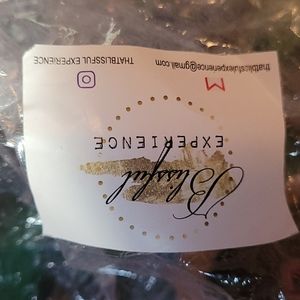 Blissful
EXPERIENCE
THATBLISSFUL EXPERIENCE
thatblissfulexperience@gmail.com